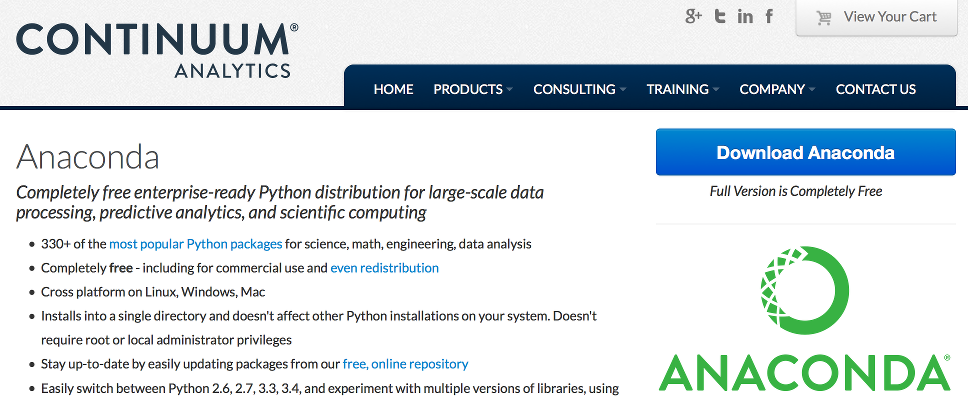 CONTINUUM®
ANALYTICS
View Your Cart
HOME PRODUCTS CONSULTING TRAINING COMPANY CONTACT US
Anaconda
Completely free enterprise-ready Python distribution for large-scale data
processing, predictive analytics, and scientific computing
• 330+ of the most popular Python packages for science, math, engineering, data analysis
• Completely free - including for commercial use and even redistribution
• Cross platform on Linux, Windows, Mac
• Installs into a single directory and doesn't affect other Python installations on your system. Doesn't
require root or local administrator privileges
• Stay up-to-date by easily updating packages from our free, online repository
• Easily switch between Python 2.6, 2.7, 3.3, 3.4, and experiment with multiple versions of libraries, using
Download Anaconda
Full Version is Completely Free
ANACONDA®